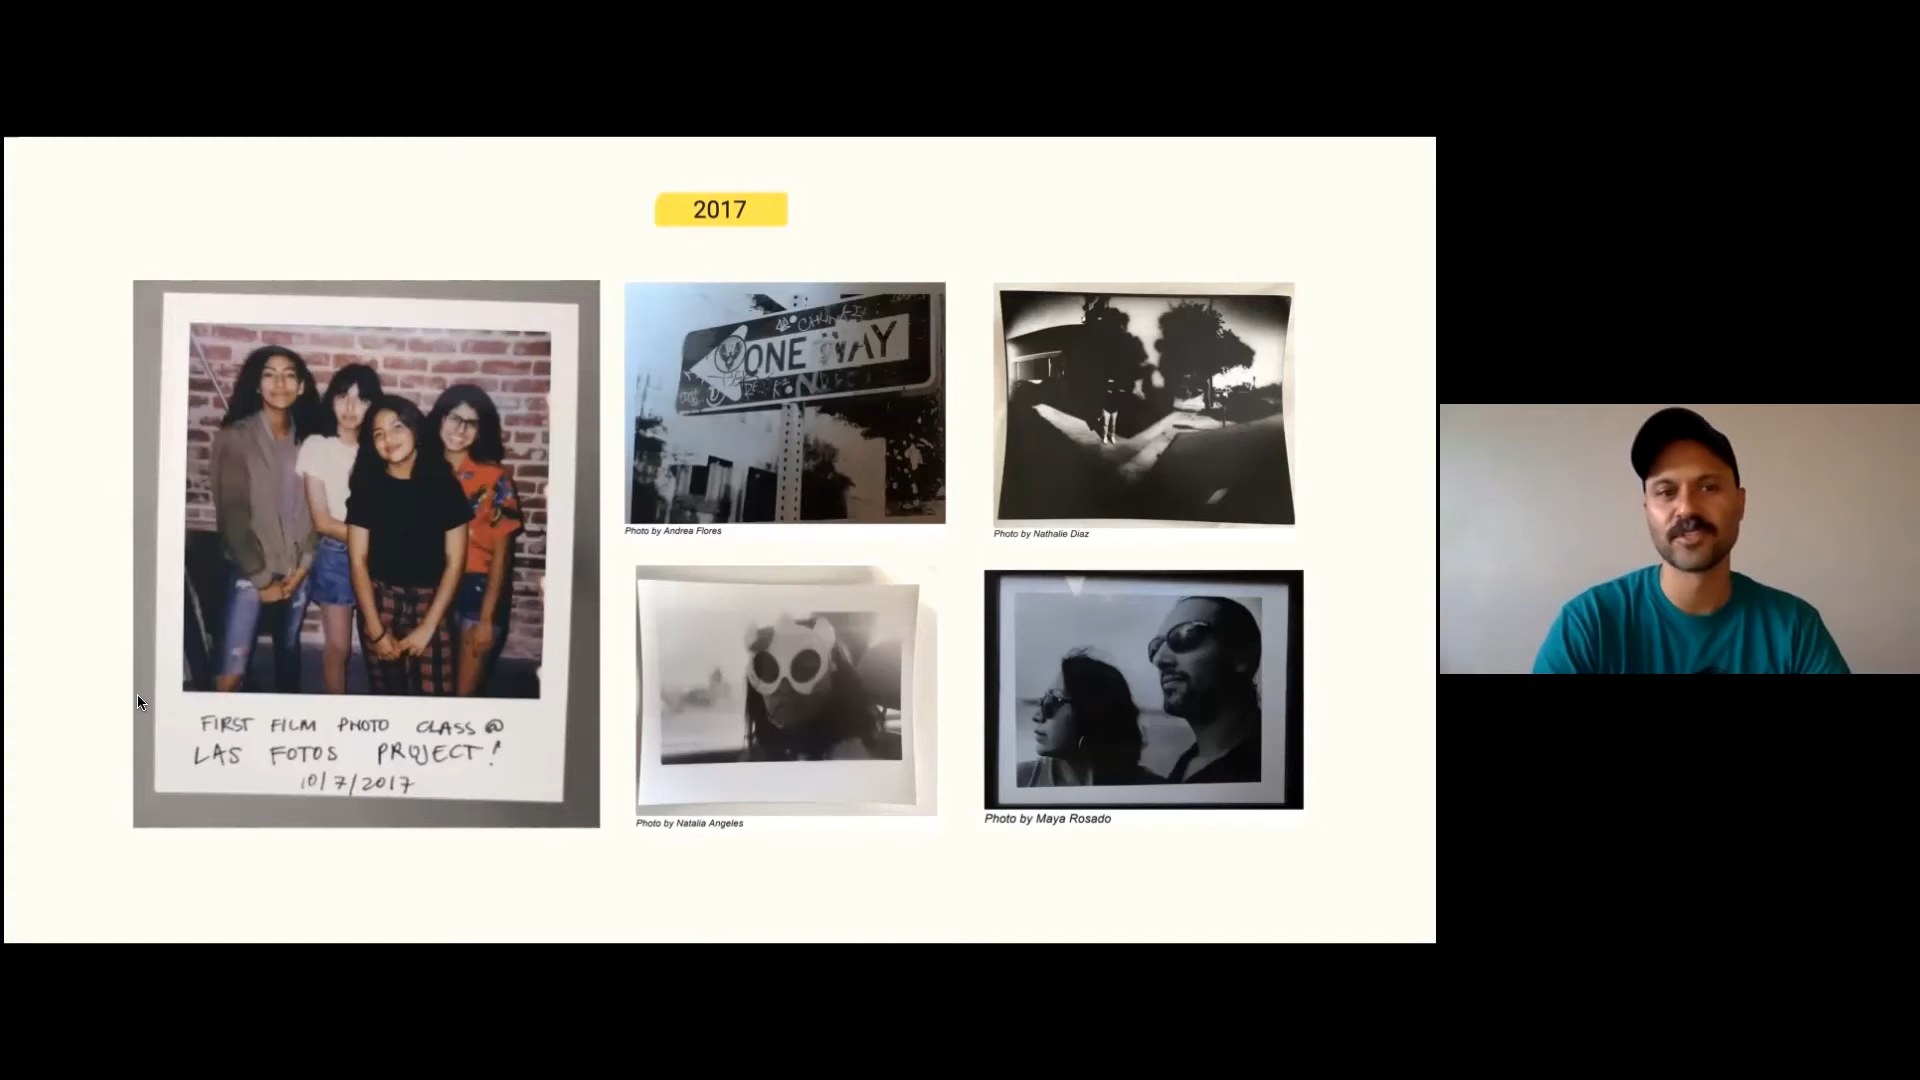 2017
FIRST FILM PHOTO CLASS @
LAS FOTOS PROJECT!
10/7/2017
ONE WAY
Photo by Andrea Flores
Photo by Nathalie Diaz
Photo by Natalia Angeles
Photo by Maya Rosado